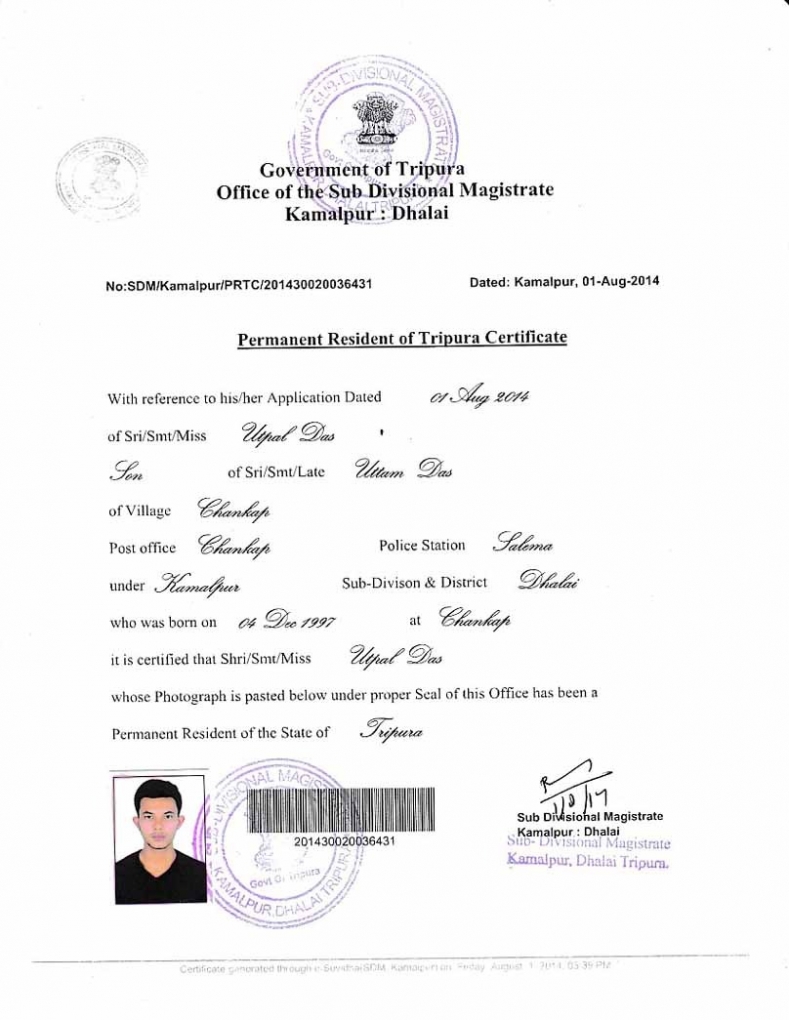 SUB-DIVISIONAL MAGISTRATE
KAMALPUR DHALAI TRIPURA
Government of Tripura
Office of the Sub Divisional Magistrate
Kamalpur : Dhalai
No:SDM/Kamalpur/PRTC/201430020036431 Dated: Kamalpur, 01-Aug-2014
Permanent Resident of Tripura Certificate
With reference to his/her Application Dated 01 Aug 2014
of Sri/Smt/Miss Utpal Das
Son of Sri/Smt/Late Uttam Das
of Village Chankap
Post office Chankap Police Station Salema
under Kamalpur Sub-Divison & District Dhalai
who was born on 04 Dec 1997 at Chankap
it is certified that Shri/Smt/Miss Utpal Das
whose Photograph is pasted below under proper Seal of this Office has been a
Permanent Resident of the State of Tripura
SUB-DIVISIONAL MAGISTRATE
Govt Of Tripura
KAMALPUR, DHALAI TRIPURA
201430020036431
Sub Divisional Magistrate
Kamalpur : Dhalai
Sub- Divisional Magistrate
Kamalpur, Dhalai Tripura.
Certificate generated through e-Suvidha SDM, Kamalpur on Friday, August 1, 2014, 03:39 PM